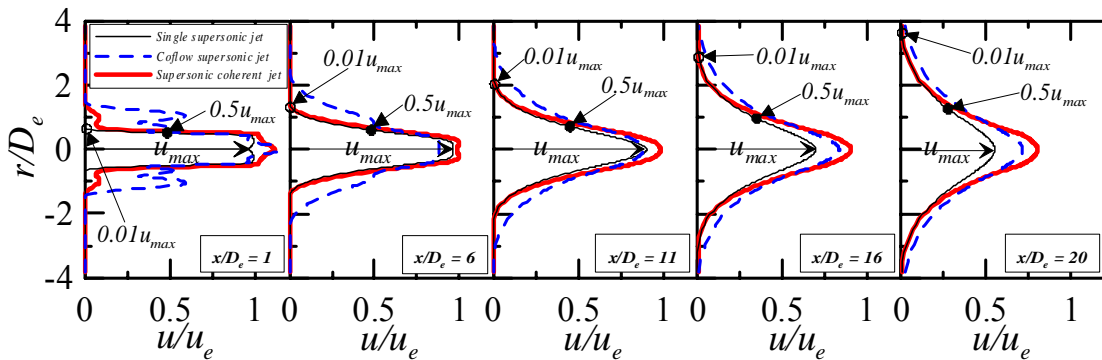 4
2
0
-2
-4
r/D_e
Single supersonic jet
Coflow supersonic jet
Supersonic coherent jet
0.5u_max
u_max
0.01u_max
x/D_e = 1
0.01u_max
0.5u_max
u_max
x/D_e = 6
0.01u_max
0.5u_max
u_max
x/D_e = 11
0.01u_max
0.5u_max
u_max
x/D_e = 16
0.01u_max
0.5u_max
u_max
x/D_e = 20
0 0.5 1 0 0.5 1 0 0.5 1 0 0.5 1 0 0.5 1
u/u_e u/u_e u/u_e u/u_e u/u_e